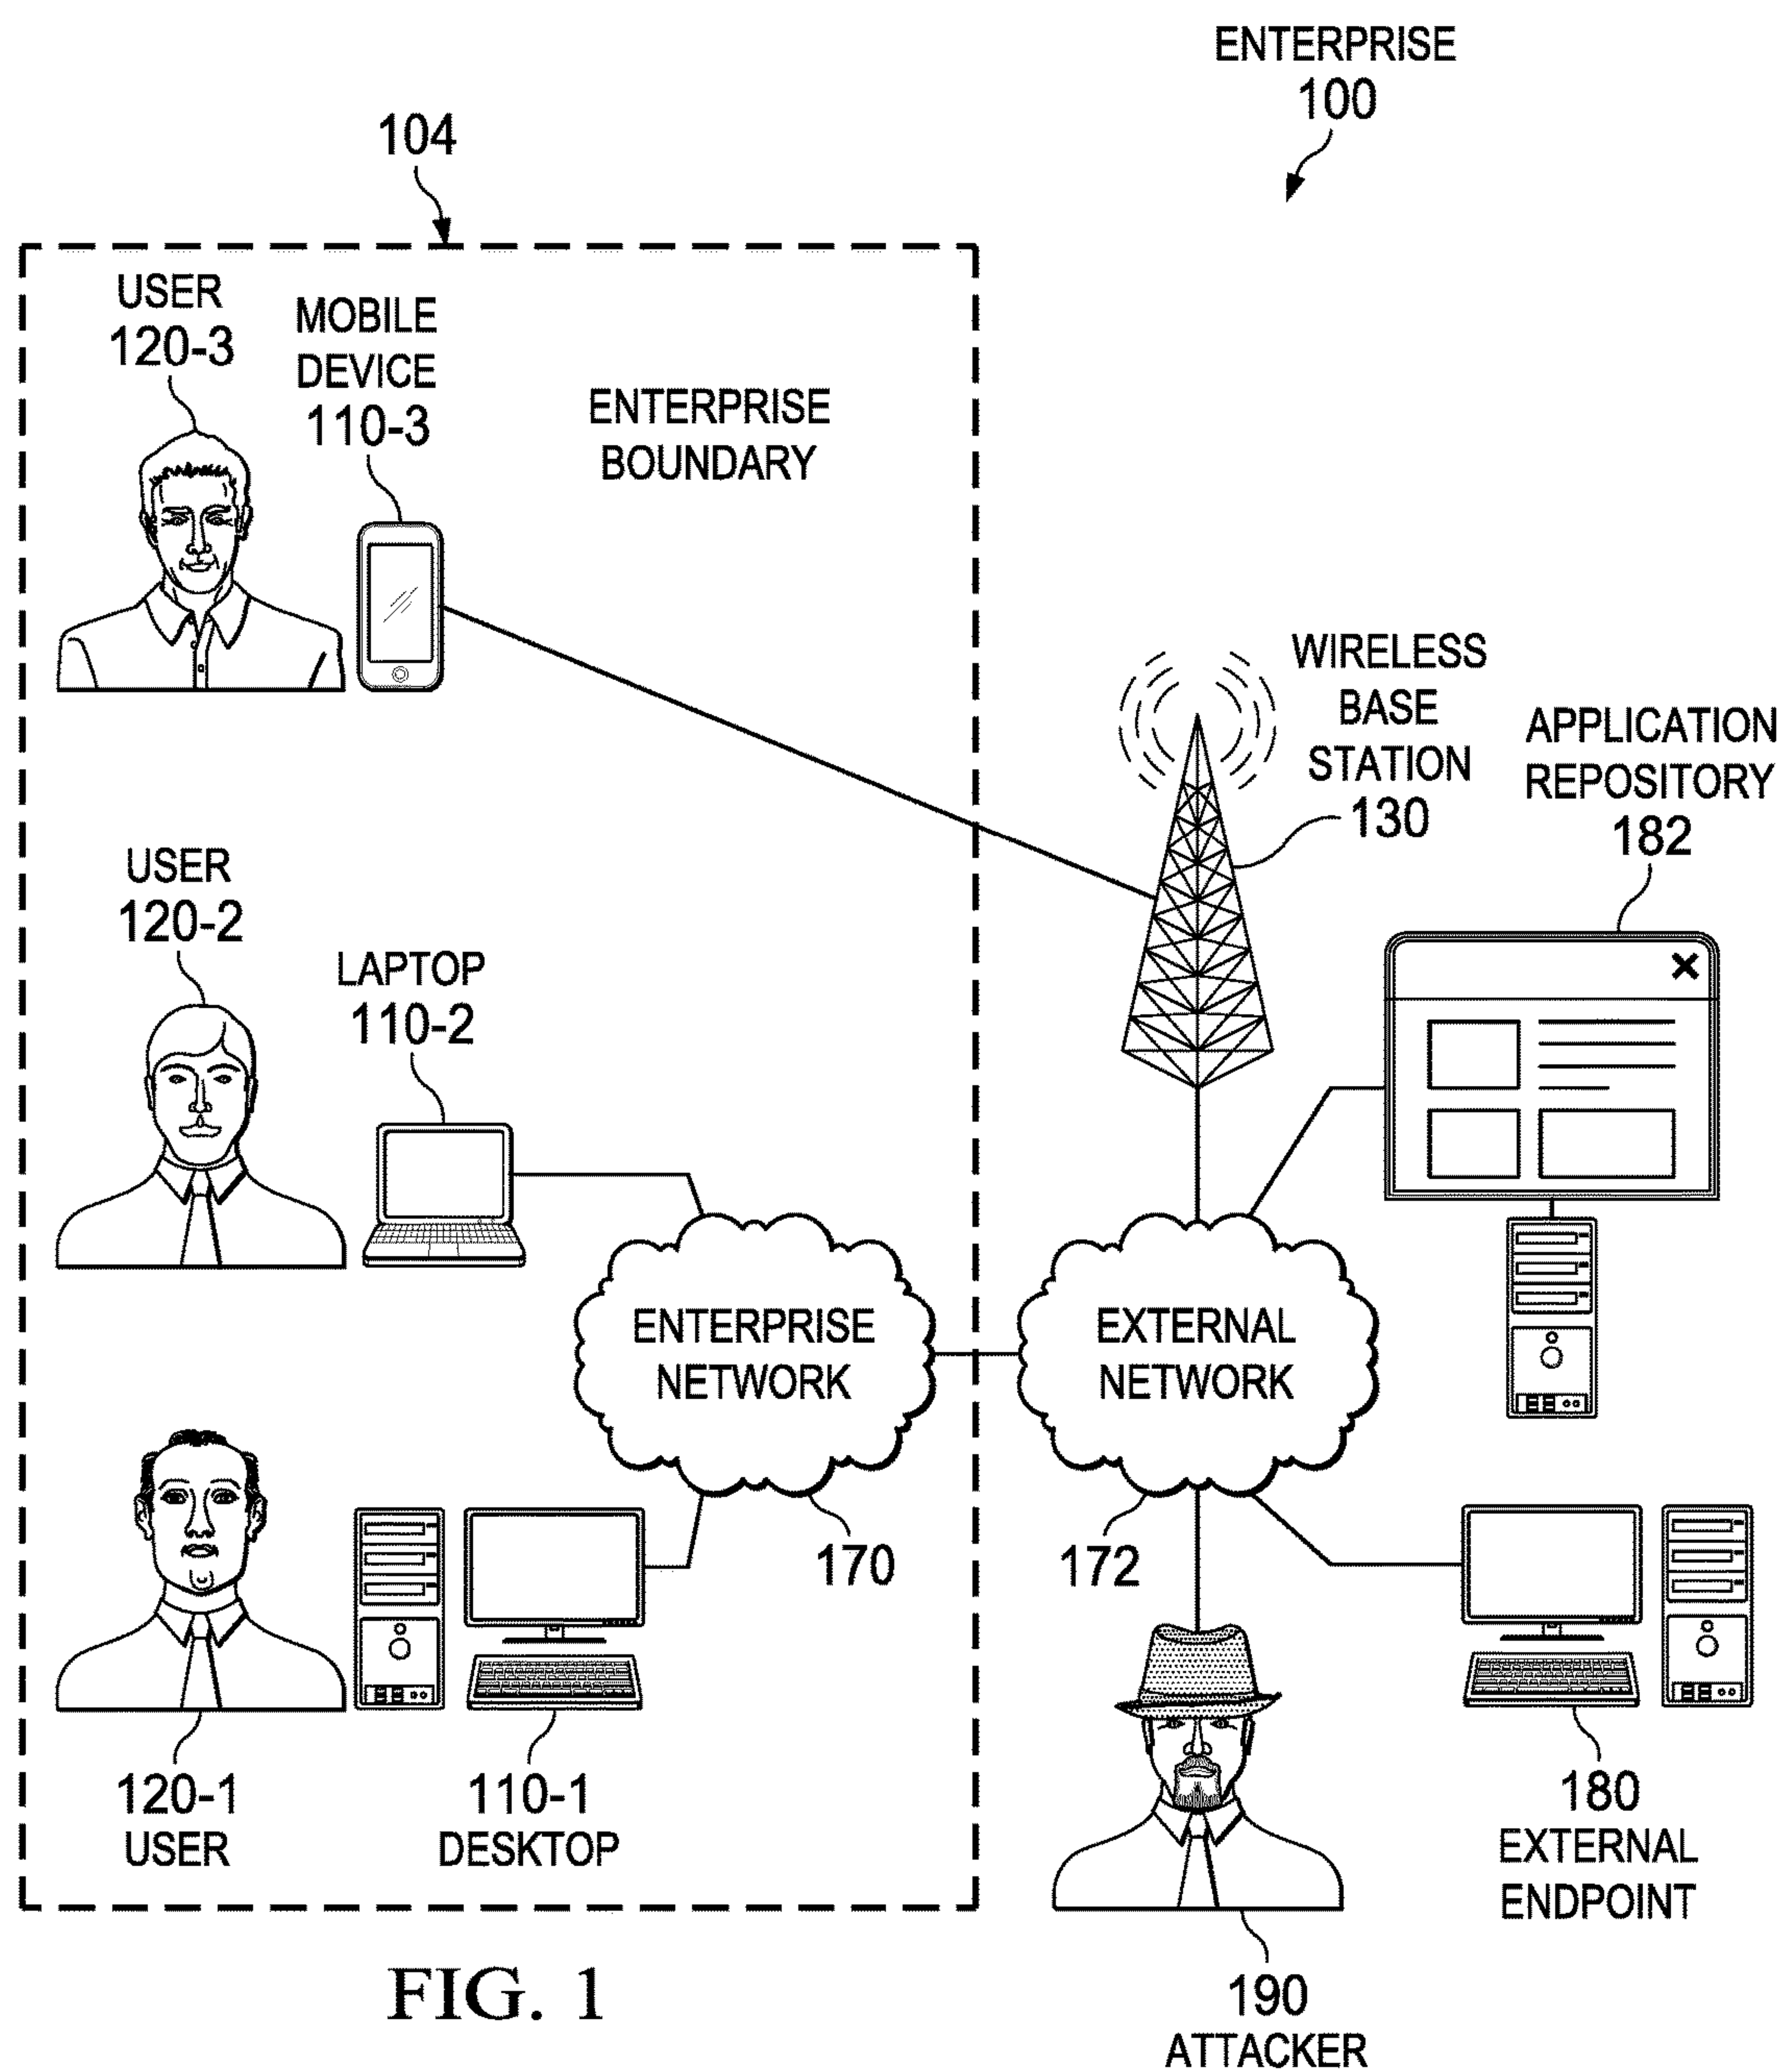 ENTERPRISE
100
104
USER
120-3
MOBILE
DEVICE
110-3
ENTERPRISE
BOUNDARY
WIRELESS
BASE
STATION
130
APPLICATION
REPOSITORY
182
USER
120-2
LAPTOP
110-2
ENTERPRISE
NETWORK
EXTERNAL
NETWORK
170
172
120-1
USER
110-1
DESKTOP
180
EXTERNAL
ENDPOINT
190
ATTACKER
FIG. 1